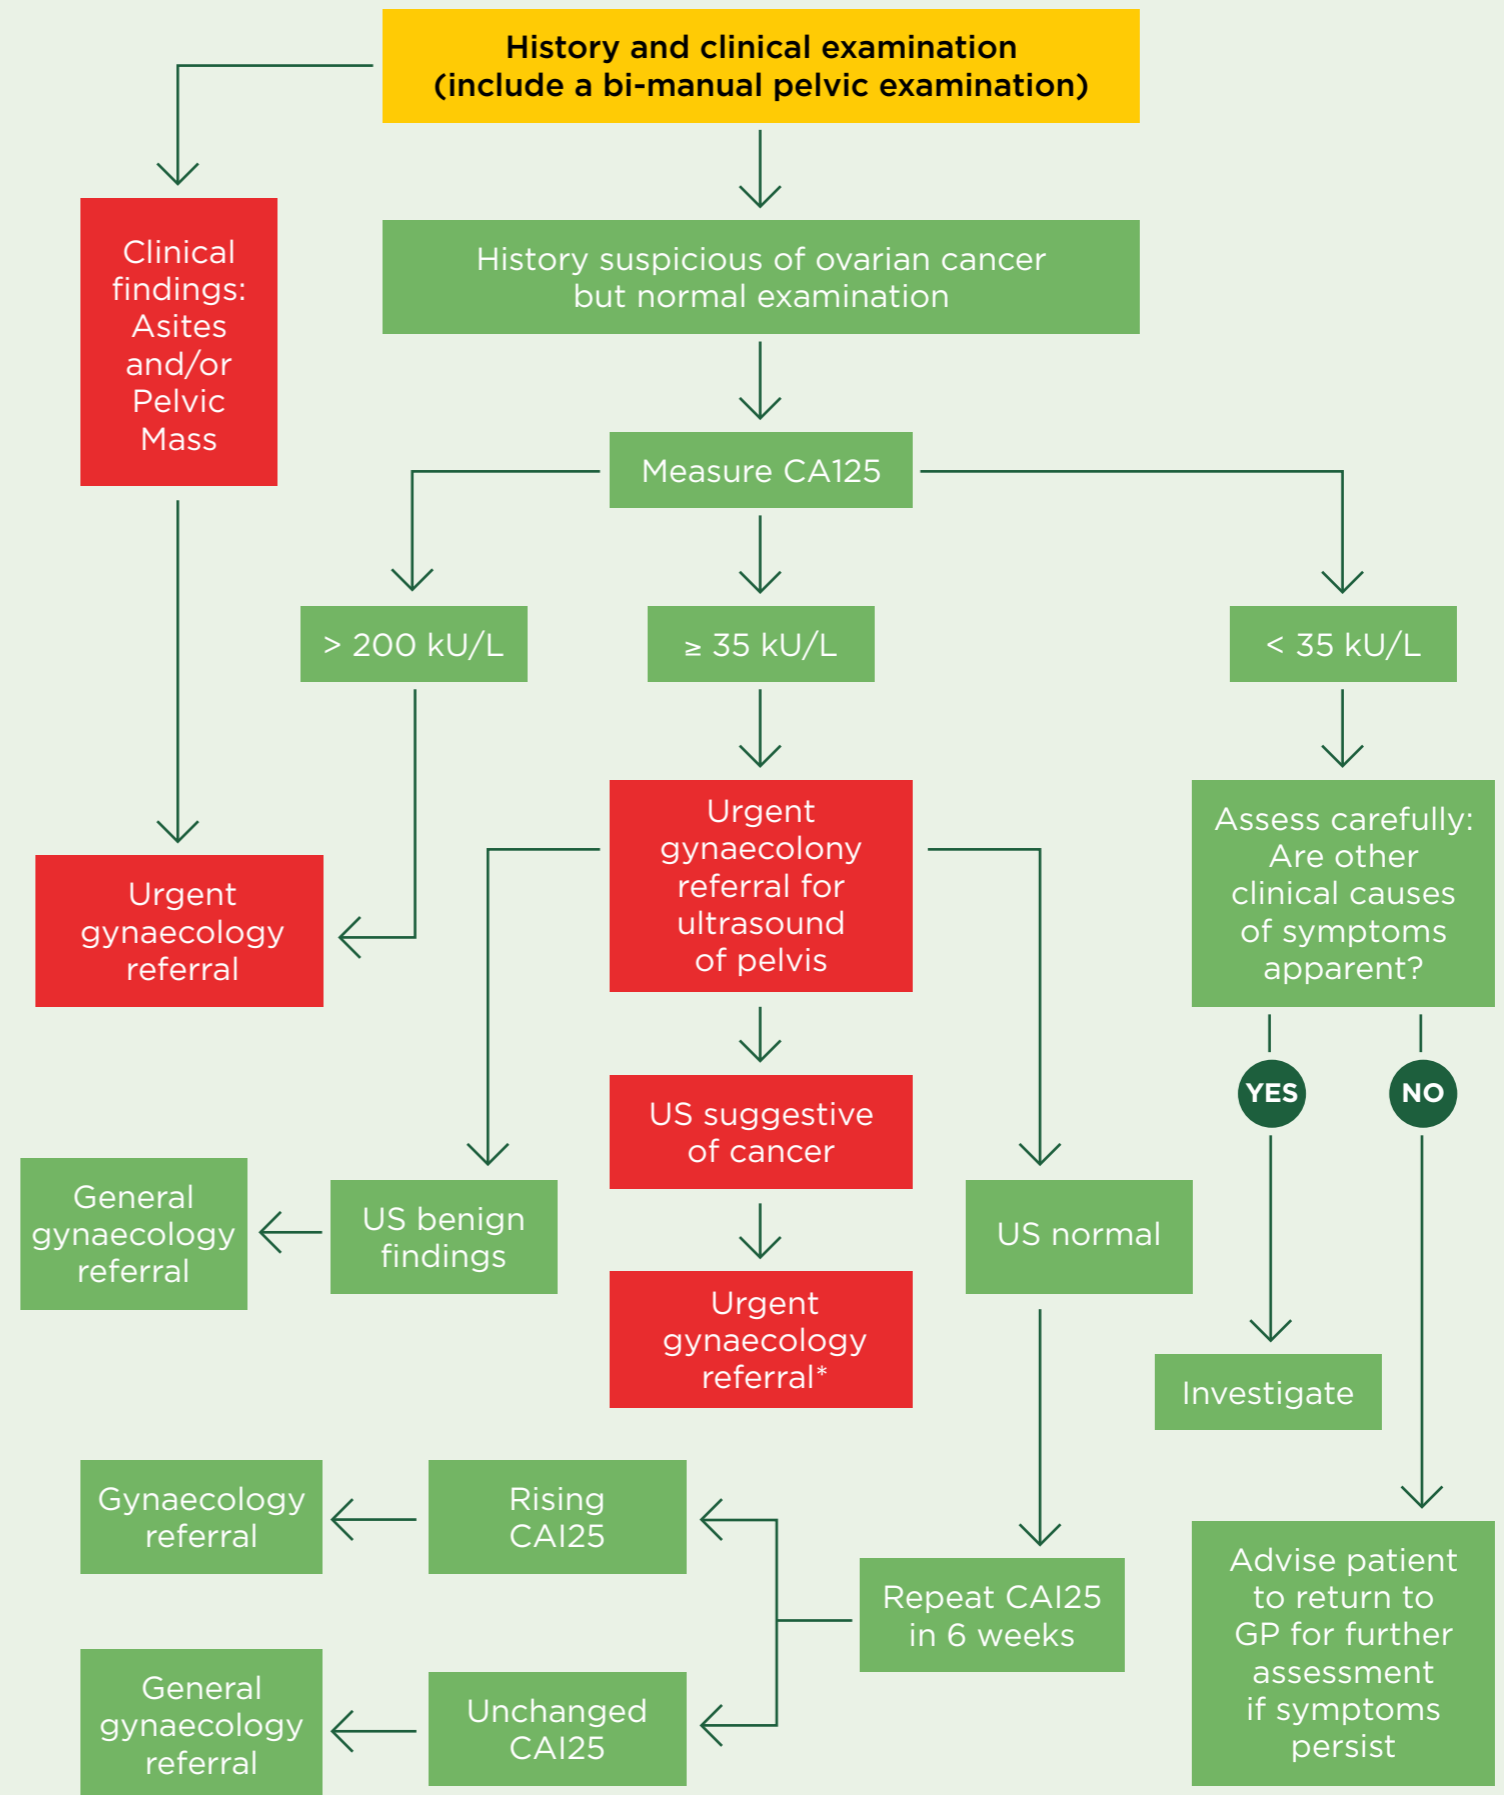 History and clinical examination
(include a bi-manual pelvic examination)
Clinical
findings:
Asites
and/or
Pelvic
Mass
History suspicious of ovarian cancer
but normal examination
Measure CA125
> 200 kU/L
≥ 35 kU/L
< 35 kU/L
Urgent
gynaecology
referral
Urgent
gynaecolony
referral for
ultrasound
of pelvis
Assess carefully:
Are other
clinical causes
of symptoms
apparent?
YES
NO
US suggestive
of cancer
General
gynaecology
referral
US benign
findings
US normal
Urgent
gynaecology
referral*
Investigate
Gynaecology
referral
Rising
CAI25
Repeat CAI25
in 6 weeks
Advise patient
to return to
GP for further
assessment
if symptoms
persist
General
gynaecology
referral
Unchanged
CAI25